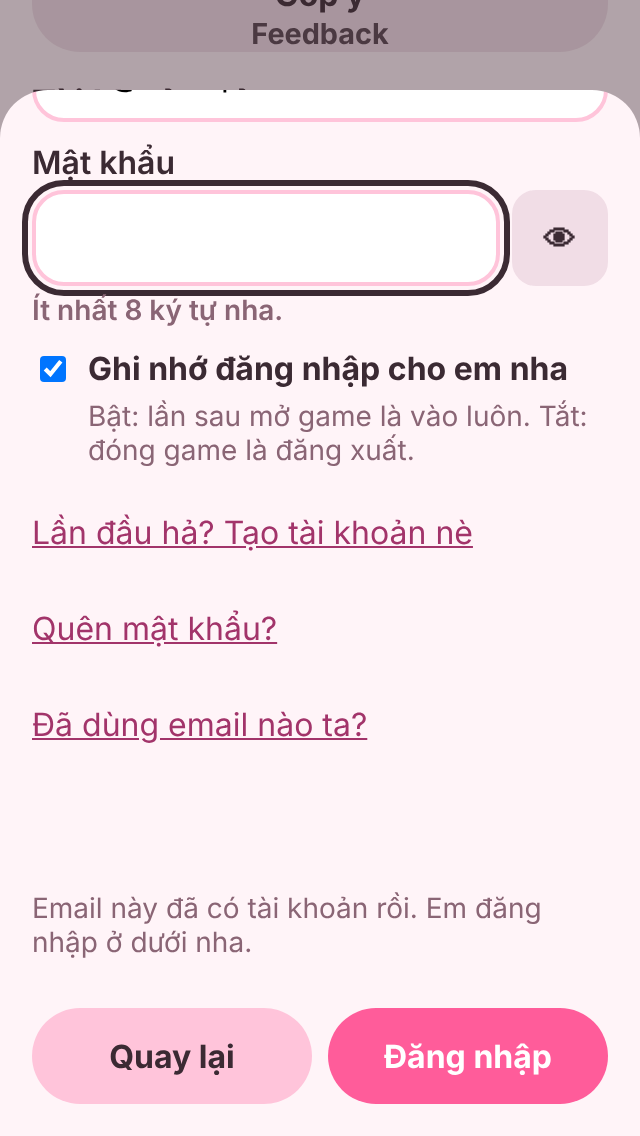 Góp ý
Feedback
Mật khẩu
Ít nhất 8 ký tự nha.
Ghi nhớ đăng nhập cho em nha
Bật: lần sau mở game là vào luôn. Tắt:
đóng game là đăng xuất.
Lần đầu hả? Tạo tài khoản nè
Quên mật khẩu?
Đã dùng email nào ta?
Email này đã có tài khoản rồi. Em đăng
nhập ở dưới nha.
Quay lại
Đăng nhập